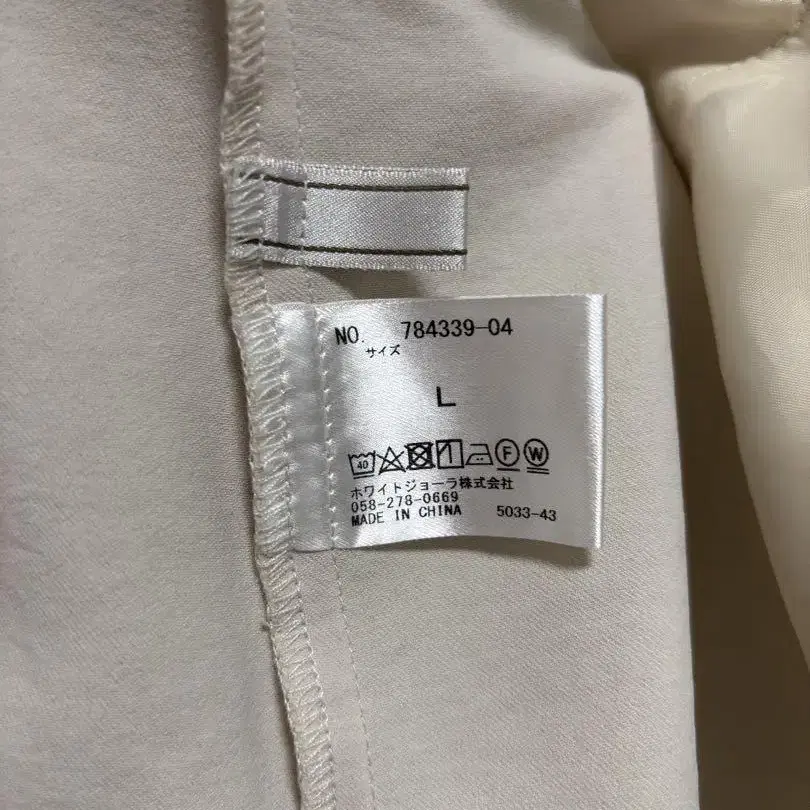 NO. 784339-04
サイズ
L
40 F W
ホワイトジョーラ株式会社
058-278-0669
MADE IN CHINA 5033-43